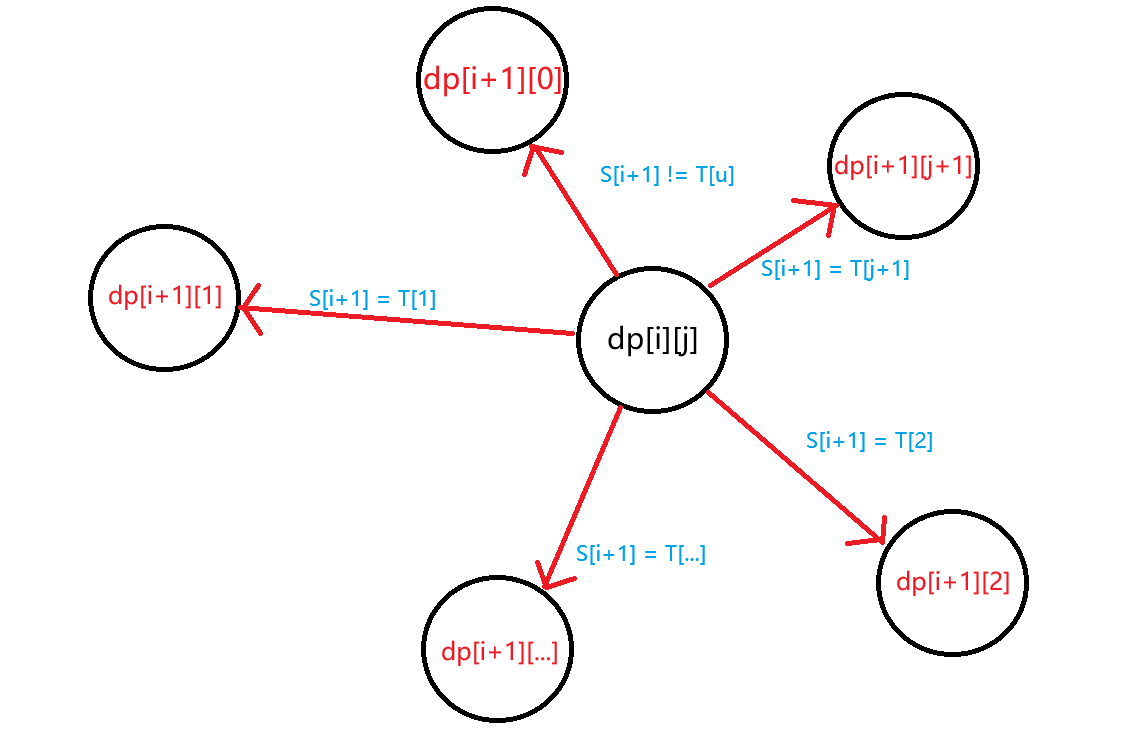 dp[i+1][0]
dp[i+1][j+1]
S[i+1] != T[u]
S[i+1] = T[j+1]
dp[i+1][1]
S[i+1] = T[1]
dp[i][j]
S[i+1] = T[2]
S[i+1] = T[...]
dp[i+1][2]
dp[i+1][...]